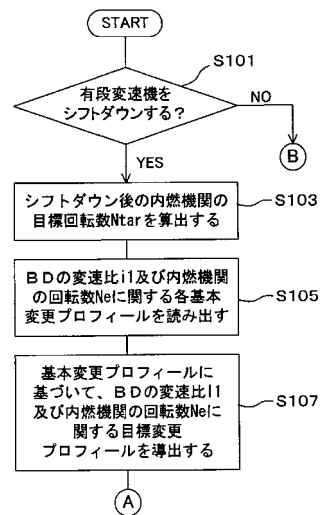 START
有段変速機を
シフトダウンする?
S101
NO
B
YES
シフトダウン後の内燃機関の
目標回転数Ntarを算出する
S103
BDの変速比i1及び内燃機関
の回転数Neに関する各基本
変更プロフィールを読み出す
S105
基本変更プロフィールに
基づいて、BDの変速比I1
及び内燃機関の回転数Neに
関する目標変更
プロフィールを導出する
S107
A